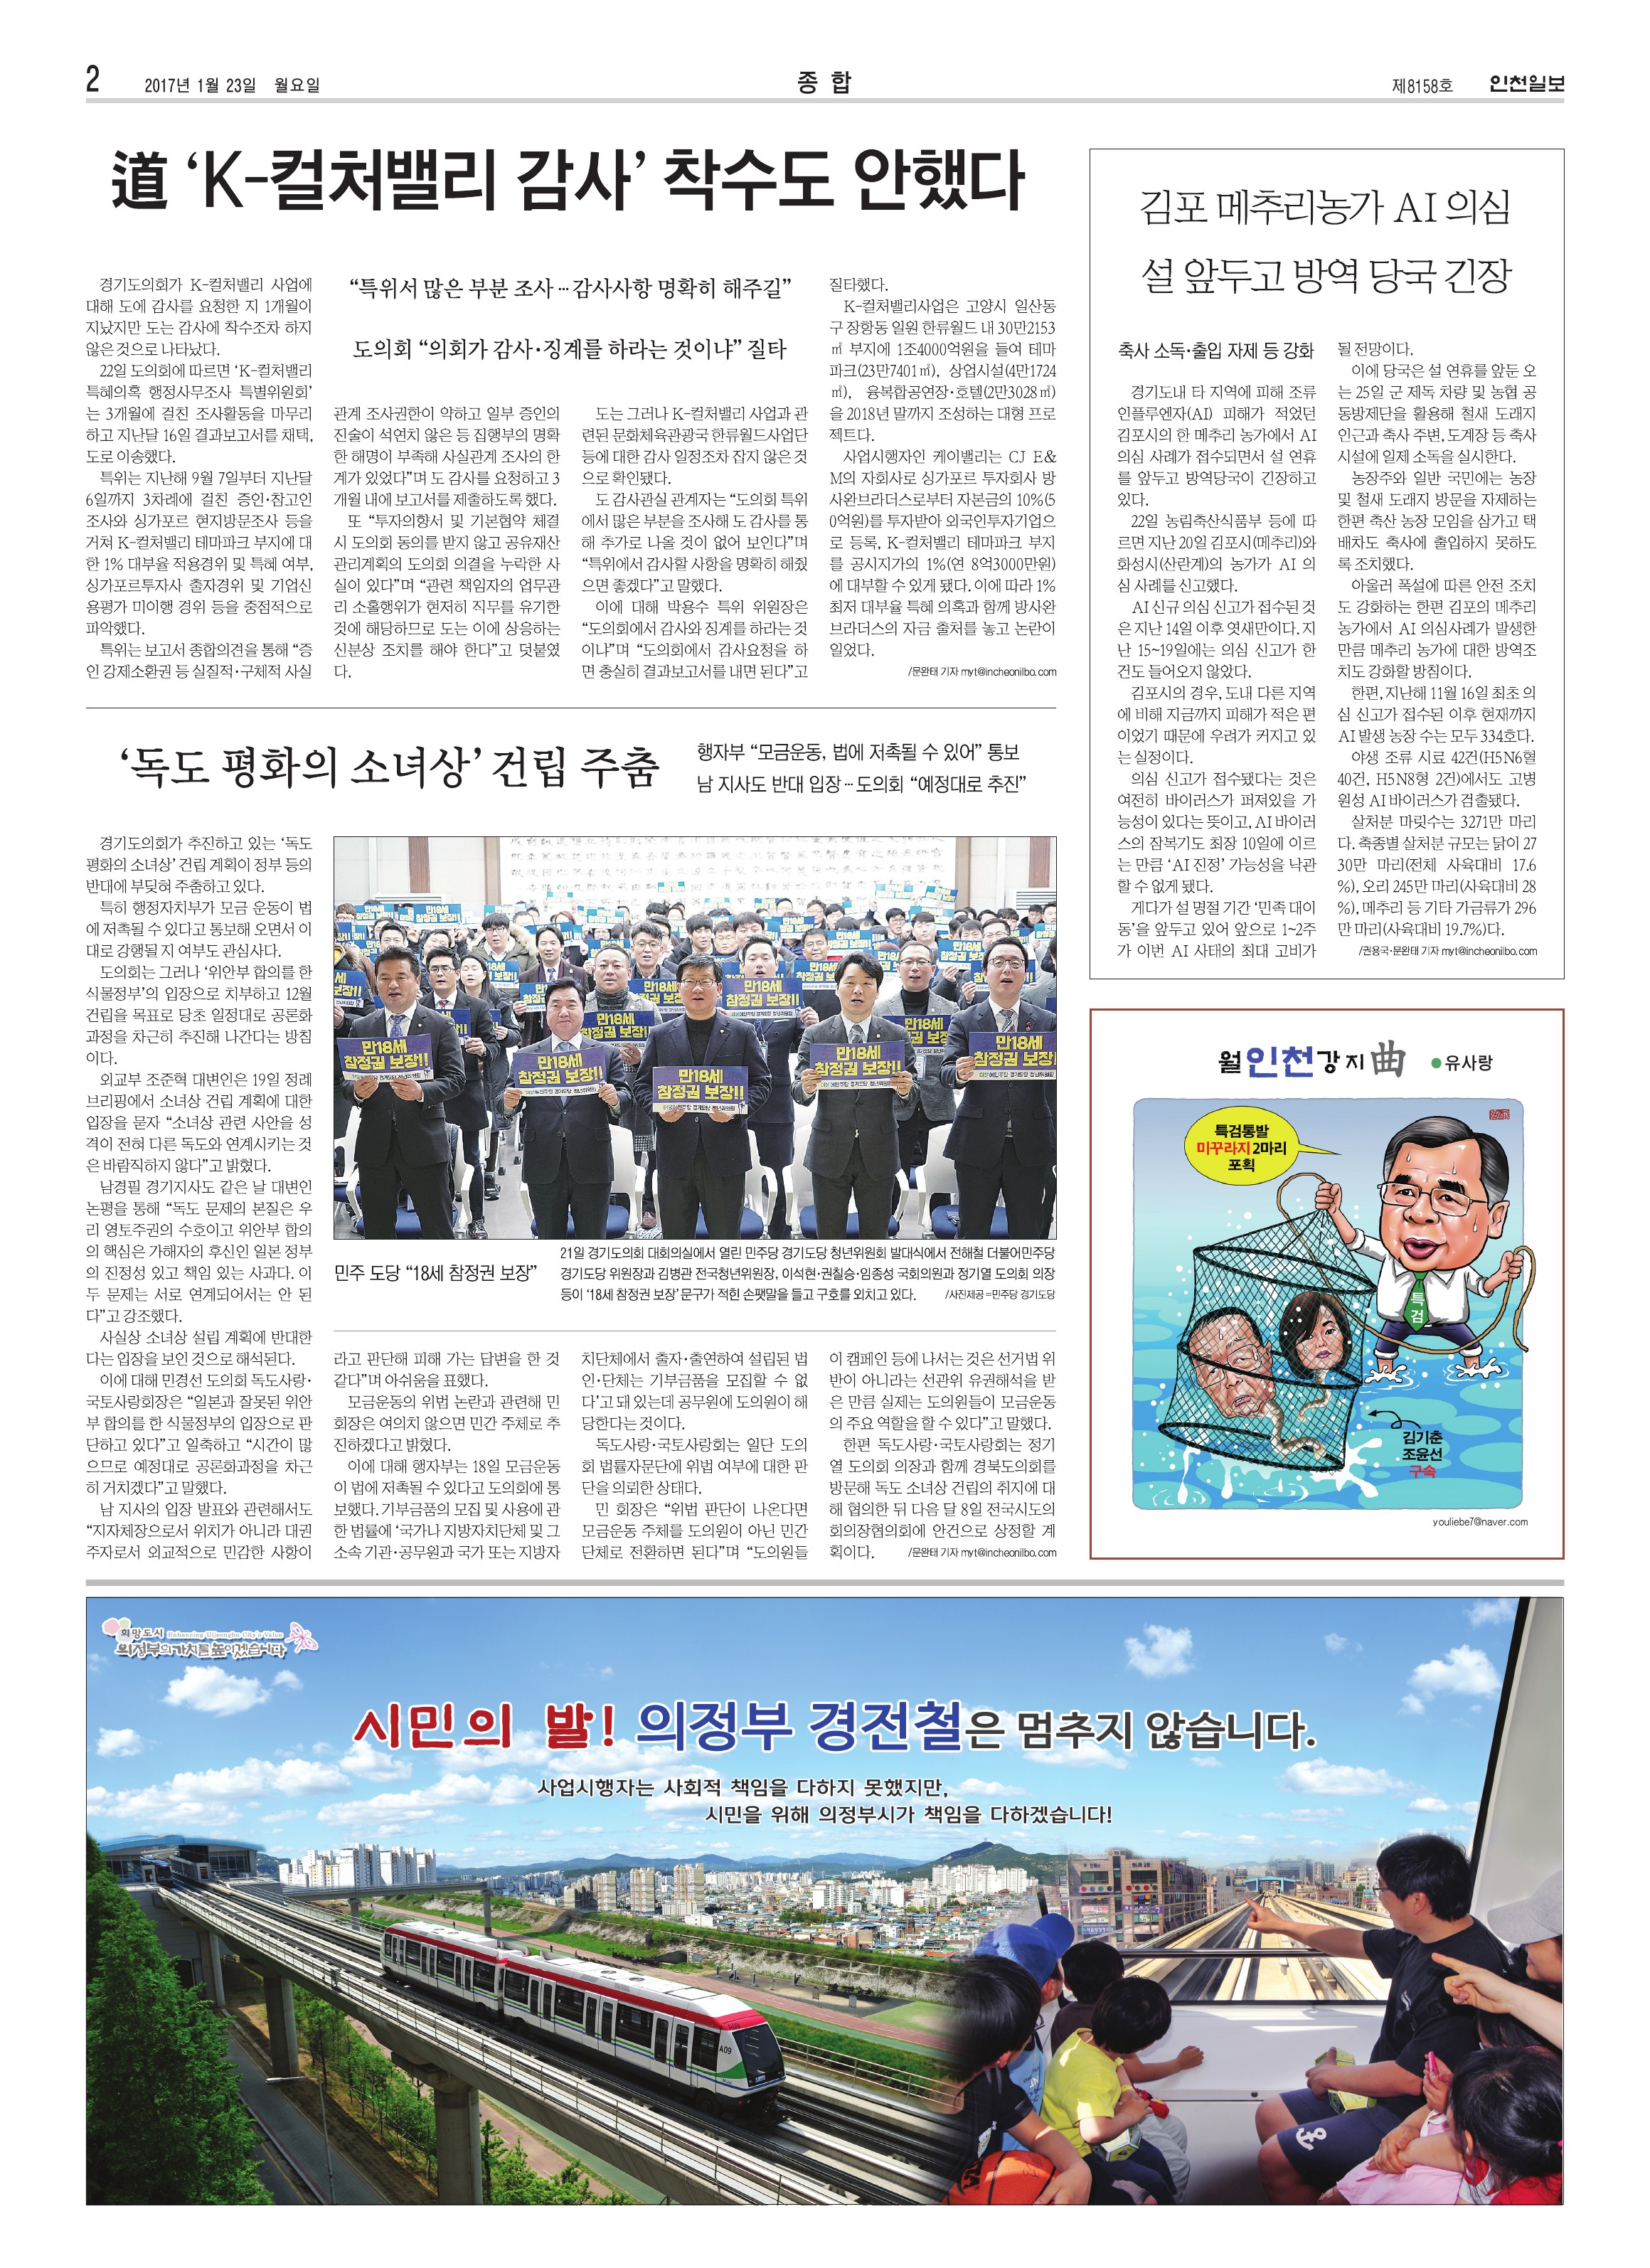 2
2017년 1월 23일 월요일
종 합
제8158호
인천일보
道 ‘K-컬처밸리 감사’ 착수도 안했다
“특위서 많은 부분 조사…감사사항 명확히 해주길”
도의회 “의회가 감사·징계를 하라는 것이냐” 질타
경기도의회가 K-컬처밸리 사업에
대해 도에 감사를 요청한 지 1개월이
지났지만 도는 감사에 착수조차 하지
않은 것으로 나타났다.
22일 도의회에 따르면 ‘K-컬처밸리
특혜의혹 행정사무조사 특별위원회’
는 3개월에 걸친 조사활동을 마무리
하고 지난달 16일 결과보고서를 채택,
도로 이송했다.
특위는 지난해 9월 7일부터 지난달
6일까지 3차례에 걸친 증인·참고인
조사와 싱가포르 현지방문조사 등을
거쳐 K-컬처밸리 테마파크 부지에 대
한 1% 대부율 적용경위 및 특혜 여부,
싱가포르투자사 출자경위 및 기업신
용평가 미이행 경위 등을 중점적으로
파악했다.
특위는 보고서 종합의견을 통해 “증
인 강제소환권 등 실질적·구체적 사실
관계 조사권한이 약하고 일부 증인의
진술이 석연치 않은 등 집행부의 명확
한 해명이 부족해 사실관계 조사의 한
계가 있었다”며 도 감사를 요청하고 3
개월 내에 보고서를 제출하도록 했다.
또 “투자의향서 및 기본협약 체결
시 도의회 동의를 받지 않고 공유재산
관리계획의 도의회 의결을 누락한 사
실이 있다”며 “관련 책임자의 업무관
리 소홀행위가 현저히 직무를 유기한
것에 해당하므로 도는 이에 상응하는
신분상 조치를 해야 한다”고 덧붙였
다.
도는 그러나 K-컬처밸리 사업과 관
련된 문화체육관광국 한류월드사업단
등에 대한 감사 일정조차 잡지 않은 것
으로 확인됐다.
도 감사관실 관계자는 “도의회 특위
에서 많은 부분을 조사해 도 감사를 통
해 추가로 나올 것이 없어 보인다”며
“특위에서 감사할 사항을 명확히 해줬
으면 좋겠다”고 말했다.
이에 대해 박용수 특위 위원장은
“도의회에서 감사와 징계를 하라는 것
이냐”며 “도의회에서 감사요청을 하
면 충실히 결과보고서를 내면 된다”고
질타했다.
K-컬처밸리사업은 고양시 일산동
구 장항동 일원 한류월드 내 30만2153
㎡ 부지에 1조4000억원을 들여 테마
파크(23만7401㎡), 상업시설(4만1724
㎡), 융복합공연장·호텔(2만3028㎡)
을 2018년 말까지 조성하는 대형 프로
젝트다.
사업시행자인 케이밸리는 CJ E&
M의 자회사로 싱가포르 투자회사 방
사완브라더스로부터 자본금의 10%(5
0억원)를 투자받아 외국인투자기업으
로 등록, K-컬처밸리 테마파크 부지
를 공시지가의 1%(연 8억3000만원)
에 대부할 수 있게 됐다. 이에 따라 1%
최저 대부율 특혜 의혹과 함께 방사완
브라더스의 자금 출처를 놓고 논란이
일었다.
/문완태 기자 myt@incheonilbo.com
김포 메추리농가 AI 의심
설 앞두고 방역 당국 긴장
축사 소독·출입 자제 등 강화
경기도내 타 지역에 피해 조류
인플루엔자(AI) 피해가 적었던
김포시의 한 메추리 농가에서 AI
의심 사례가 접수되면서 설 연휴
를 앞두고 방역당국이 긴장하고
있다.
22일 농림축산식품부 등에 따
르면 지난 20일 김포시(메추리)와
화성시(산란계)의 농가가 AI 의
심 사례를 신고했다.
AI 신규 의심 신고가 접수된 것
은 지난 14일 이후 엿새만이다. 지
난 15~19일에는 의심 신고가 한
건도 들어오지 않았다.
김포시의 경우, 도내 다른 지역
에 비해 지금까지 피해가 적은 편
이었기 때문에 우려가 커지고 있
는 실정이다.
의심 신고가 접수됐다는 것은
여전히 바이러스가 퍼져있을 가
능성이 있다는 뜻이고, AI 바이러
스의 잠복기도 최장 10일에 이르
는 만큼 ‘AI 진정’ 가능성을 낙관
할 수 없게 됐다.
게다가 설 명절 기간 ‘민족 대이
동’을 앞두고 있어 앞으로 1~2주
가 이번 AI 사태의 최대 고비가
될 전망이다.
이에 당국은 설 연휴를 앞둔 오
는 25일 군 제독 차량 및 농협 공
동방제단을 활용해 철새 도래지
인근과 축사 주변, 도계장 등 축사
시설에 일제 소독을 실시한다.
농장주와 일반 국민에는 농장
및 철새 도래지 방문을 자제하는
한편 축산 농장 모임을 삼가고 택
배차도 축사에 출입하지 못하도
록 조치했다.
아울러 폭설에 따른 안전 조치
도 강화하는 한편 김포의 메추리
농가에서 AI 의심사례가 발생한
만큼 메추리 농가에 대한 방역조
치도 강화할 방침이다.
한편, 지난해 11월 16일 최초 의
심 신고가 접수된 이후 현재까지
AI 발생 농장 수는 모두 334호다.
야생 조류 시료 42건(H5N6형
40건, H5N8형 2건)에서도 고병
원성 AI 바이러스가 검출됐다.
살처분 마릿수는 3271만 마리
다. 축종별 살처분 규모는 닭이 27
30만 마리(전체 사육대비 17.6
%), 오리 245만 마리(사육대비 28
%), 메추리 등 기타 가금류가 296
만 마리(사육대비 19.7%)다.
/권용국·문완태 기자 myt@incheonilbo.com
‘독도 평화의 소녀상’ 건립 주춤
행자부 “모금운동, 법에 저촉될 수 있어” 통보
남 지사도 반대 입장…도의회 “예정대로 추진”
경기도의회가 추진하고 있는 ‘독도
평화의 소녀상’ 건립 계획이 정부 등의
반대에 부딪혀 주춤하고 있다.
특히 행정자치부가 모금 운동이 법
에 저촉될 수 있다고 통보해 오면서 이
대로 강행될 지 여부도 관심사다.
도의회는 그러나 ‘위안부 합의를 한
식물정부’의 입장으로 치부하고 12월
건립을 목표로 당초 일정대로 공론화
과정을 차근히 추진해 나간다는 방침
이다.
외교부 조준혁 대변인은 19일 정례
브리핑에서 소녀상 건립 계획에 대한
입장을 묻자 “소녀상 관련 사안을 성
격이 전혀 다른 독도와 연계시키는 것
은 바람직하지 않다”고 밝혔다.
남경필 경기지사도 같은 날 대변인
논평을 통해 “독도 문제의 본질은 우
리 영토주권의 수호이고 위안부 합의
의 핵심은 가해자의 후신인 일본 정부
의 진정성 있고 책임 있는 사과다. 이
두 문제는 서로 연계되어서는 안 된
다”고 강조했다.
사실상 소녀상 설립 계획에 반대한
다는 입장을 보인 것으로 해석된다.
이에 대해 민경선 도의회 독도사랑·
국토사랑회장은 “일본과 잘못된 위안
부 합의를 한 식물정부의 입장으로 판
단하고 있다”고 일축하고 “시간이 많
으므로 예정대로 공론화과정을 차근
히 거치겠다”고 말했다.
남 지사의 입장 발표와 관련해서도
“지자체장으로서 위치가 아니라 대권
주자로서 외교적으로 민감한 사항이
만18세
참정권 보장!!
만18세
참정권 보장!!
만18세
참정권 보장!!
만18세
참정권 보장!!
만18세
참정권 보장!!
민주 도당 “18세 참정권 보장”
21일 경기도의회 대회의실에서 열린 민주당 경기도당 청년위원회 발대식에서 전해철 더불어민주당
경기도당 위원장과 김병관 전국청년위원장, 이석현·권칠승·임종성 국회의원과 정기열 도의회 의장
등이 ‘18세 참정권 보장’ 문구가 적힌 손팻말을 들고 구호를 외치고 있다. /사진제공=민주당 경기도당
라고 판단해 피해 가는 답변을 한 것
같다”며 아쉬움을 표했다.
모금운동의 위법 논란과 관련해 민
회장은 여의치 않으면 민간 주체로 추
진하겠다고 밝혔다.
이에 대해 행자부는 18일 모금운동
이 법에 저촉될 수 있다고 도의회에 통
보했다. 기부금품의 모집 및 사용에 관
한 법률에 ‘국가나 지방자치단체 및 그
소속 기관·공무원과 국가 또는 지방자
치단체에서 출자·출연하여 설립된 법
인·단체는 기부금품을 모집할 수 없
다’고 돼 있는데 공무원에 도의원이 해
당한다는 것이다.
독도사랑·국토사랑회는 일단 도의
회 법률자문단에 위법 여부에 대한 판
단을 의뢰한 상태다.
민 회장은 “위법 판단이 나온다면
모금운동 주체를 도의원이 아닌 민간
단체로 전환하면 된다”며 “도의원들
이 캠페인 등에 나서는 것은 선거법 위
반이 아니라는 선관위 유권해석을 받
은 만큼 실제는 도의원들이 모금운동
의 주요 역할을 할 수 있다”고 말했다.
한편 독도사랑·국토사랑회는 정기
열 도의회 의장과 함께 경북도의회를
방문해 독도 소녀상 건립의 취지에 대
해 협의한 뒤 다음 달 8일 전국시도의
회의장협의회에 안건으로 상정할 계
획이다.
/문완태 기자 myt@incheonilbo.com
월인천강지曲 ●유사랑
특검통발
미꾸라지 2마리
포획
특
검
김기춘
조윤선
구속
youliebe7@naver.com
희망도시 Enhancing Uijeongbu City's Value
의정부의 가치를 높이겠습니다
시민의 발! 의정부 경전철은 멈추지 않습니다.
사업시행자는 사회적 책임을 다하지 못했지만,
시민을 위해 의정부시가 책임을 다하겠습니다!
A09